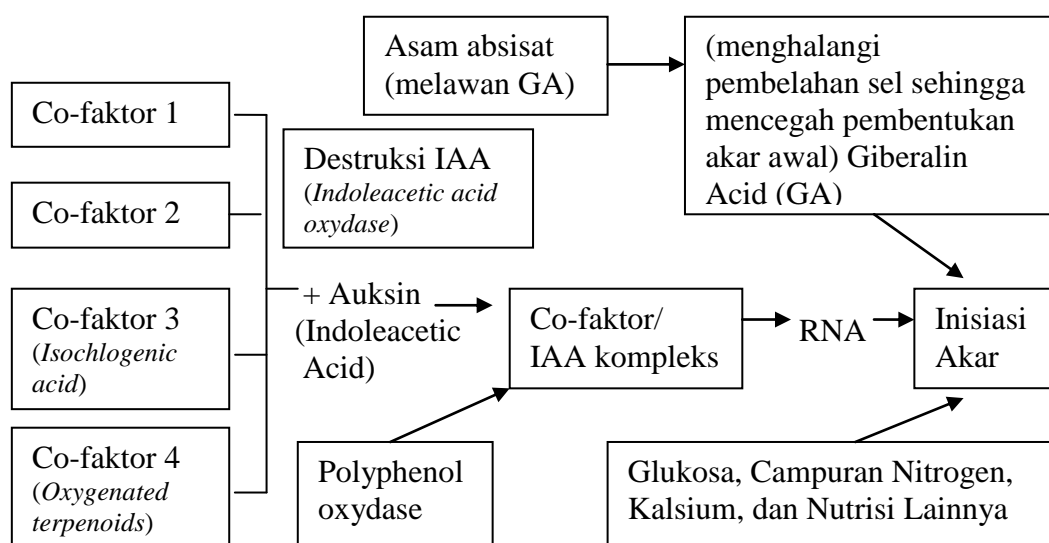 Asam absisat
(melawan GA)
(menghalangi
pembelahan sel sehingga
mencegah pembentukan
akar awal) Giberalin
Acid (GA)
Co-faktor 1
Destruksi IAA
(Indoleacetic acid
oxydase)
Co-faktor 2
Co-faktor 3
(Isochlogenic
acid)
+ Auksin
(Indoleacetic
Acid)
Co-faktor/
IAA kompleks
RNA
Inisiasi
Akar
Co-faktor 4
(Oxygenated
terpenoids)
Polyphenol
oxydase
Glukosa, Campuran Nitrogen,
Kalsium, dan Nutrisi Lainnya